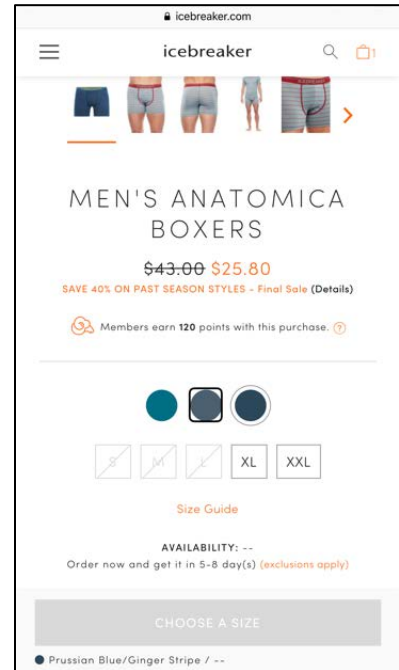 icebreaker.com
icebreaker
1
MEN'S ANATOMICA
BOXERS
$43.00 $25.80
SAVE 40% ON PAST SEASON STYLES - Final Sale (Details)
Members earn 120 points with this purchase. ?
S M L XL XXL
Size Guide
AVAILABILITY: --
Order now and get it in 5-8 day(s) (exclusions apply)
CHOOSE A SIZE
Prussian Blue/Ginger Stripe / --